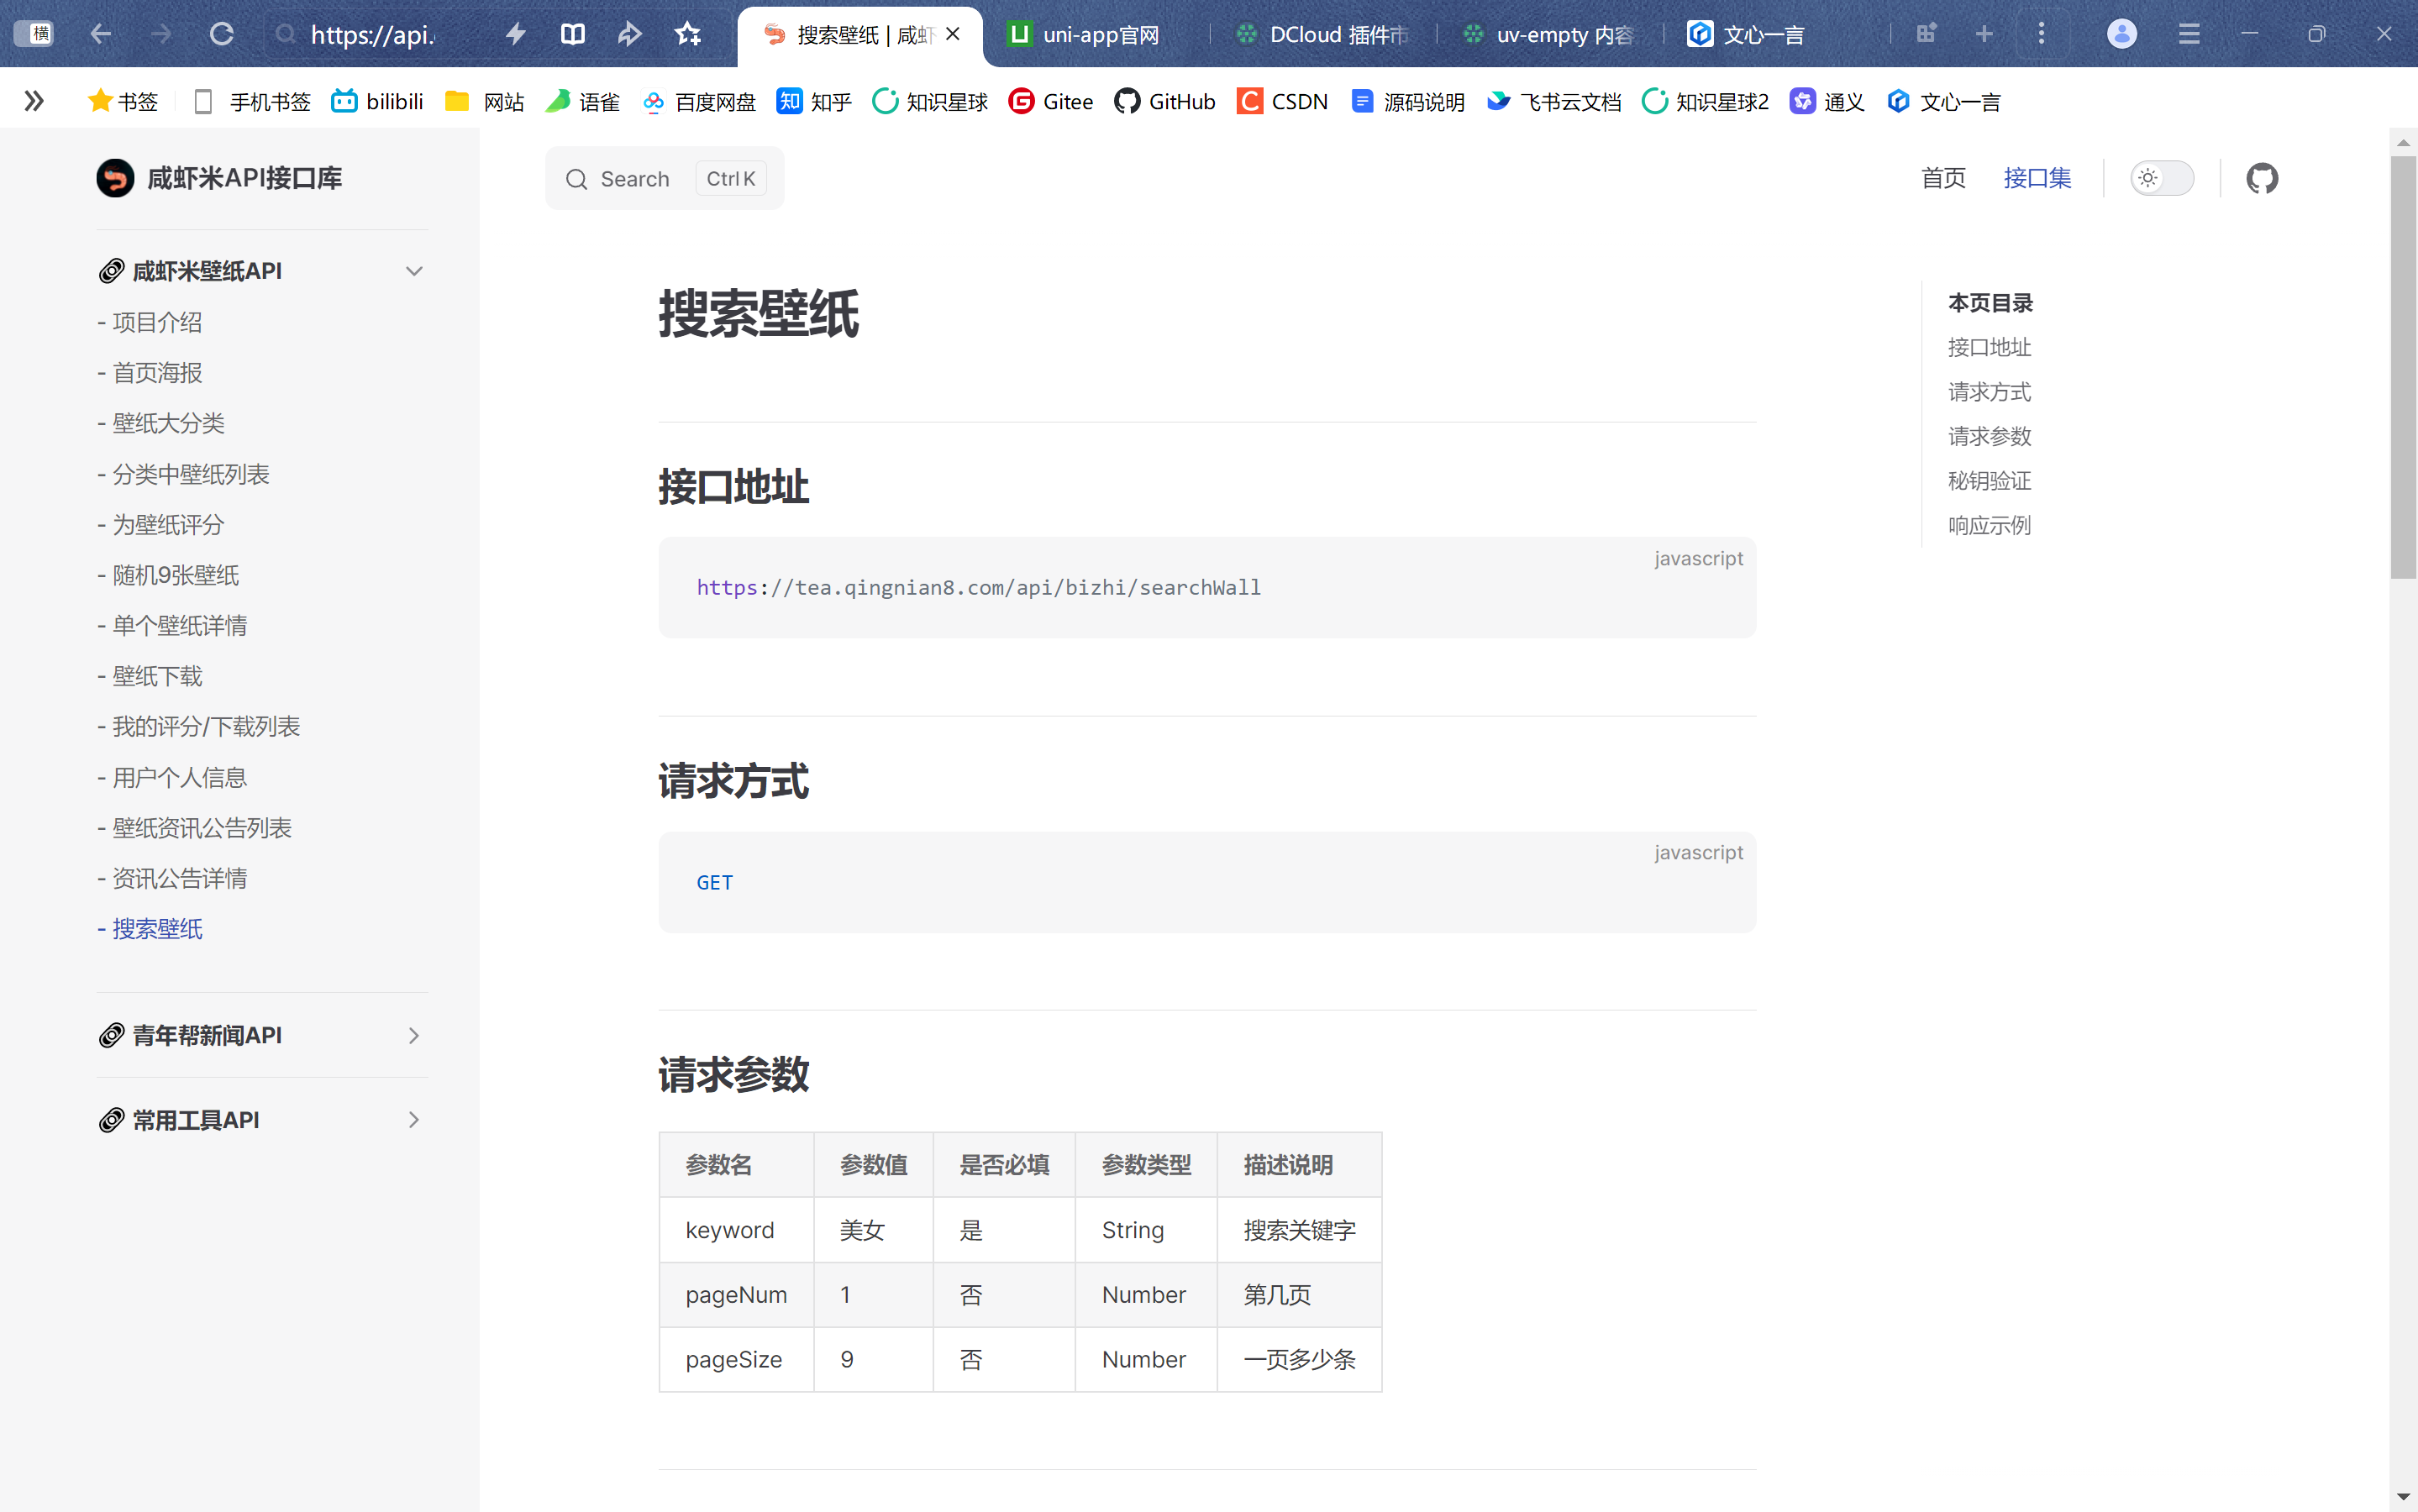 横
https://api.
搜索壁纸 | 咸虾
uni-app官网
DCloud 插件市
uv-empty 内容
文心一言
书签
手机书签
bilibili
网站
语雀
百度网盘
知乎
知识星球
Gitee
GitHub
CSDN
源码说明
飞书云文档
知识星球2
通义
文心一言
咸虾米API接口库
Search
Ctrl K
首页
接口集
咸虾米壁纸API
- 项目介绍
- 首页海报
- 壁纸大分类
- 分类中壁纸列表
- 为壁纸评分
- 随机9张壁纸
- 单个壁纸详情
- 壁纸下载
- 我的评分/下载列表
- 用户个人信息
- 壁纸资讯公告列表
- 资讯公告详情
- 搜索壁纸
青年帮新闻API
常用工具API
搜索壁纸
接口地址
javascript
https://tea.qingnian8.com/api/bizhi/searchWall
请求方式
javascript
GET
请求参数
参数名 参数值 是否必填 参数类型 描述说明
keyword 美女 是 String 搜索关键字
pageNum 1 否 Number 第几页
pageSize 9 否 Number 一页多少条
本页目录
接口地址
请求方式
请求参数
秘钥验证
响应示例